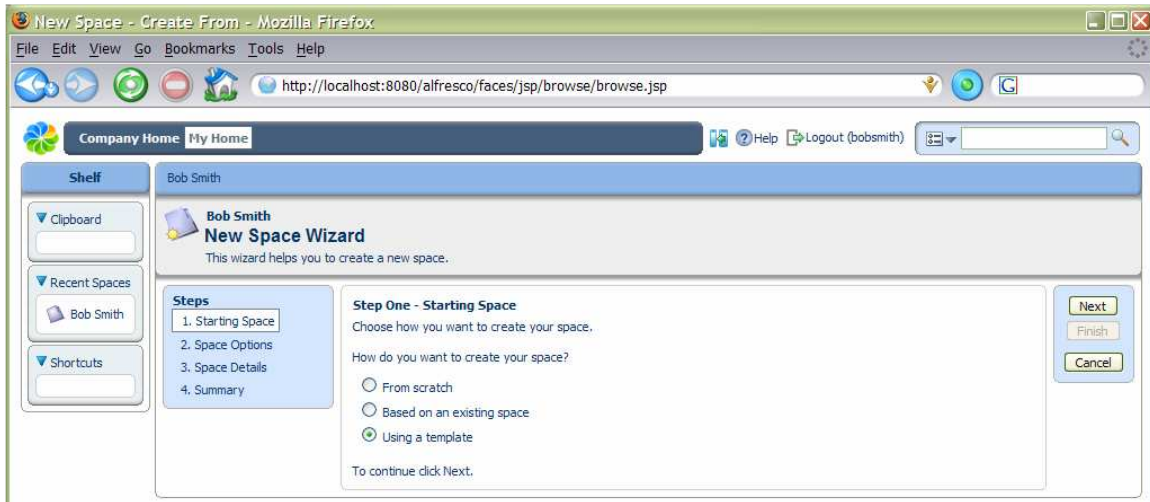 New Space - Create From - Mozilla Firefox
File Edit View Go Bookmarks Tools Help
http://localhost:8080/alfresco/faces/jsp/browse/browse.jsp
G
Company Home My Home
Help Logout (bobsmith)
Shelf
Bob Smith
Clipboard
Recent Spaces
Bob Smith
Shortcuts
Bob Smith
New Space Wizard
This wizard helps you to create a new space.
Steps
1. Starting Space
2. Space Options
3. Space Details
4. Summary
Step One - Starting Space
Choose how you want to create your space.
How do you want to create your space?
From scratch
Based on an existing space
Using a template
To continue click Next.
Next
Finish
Cancel